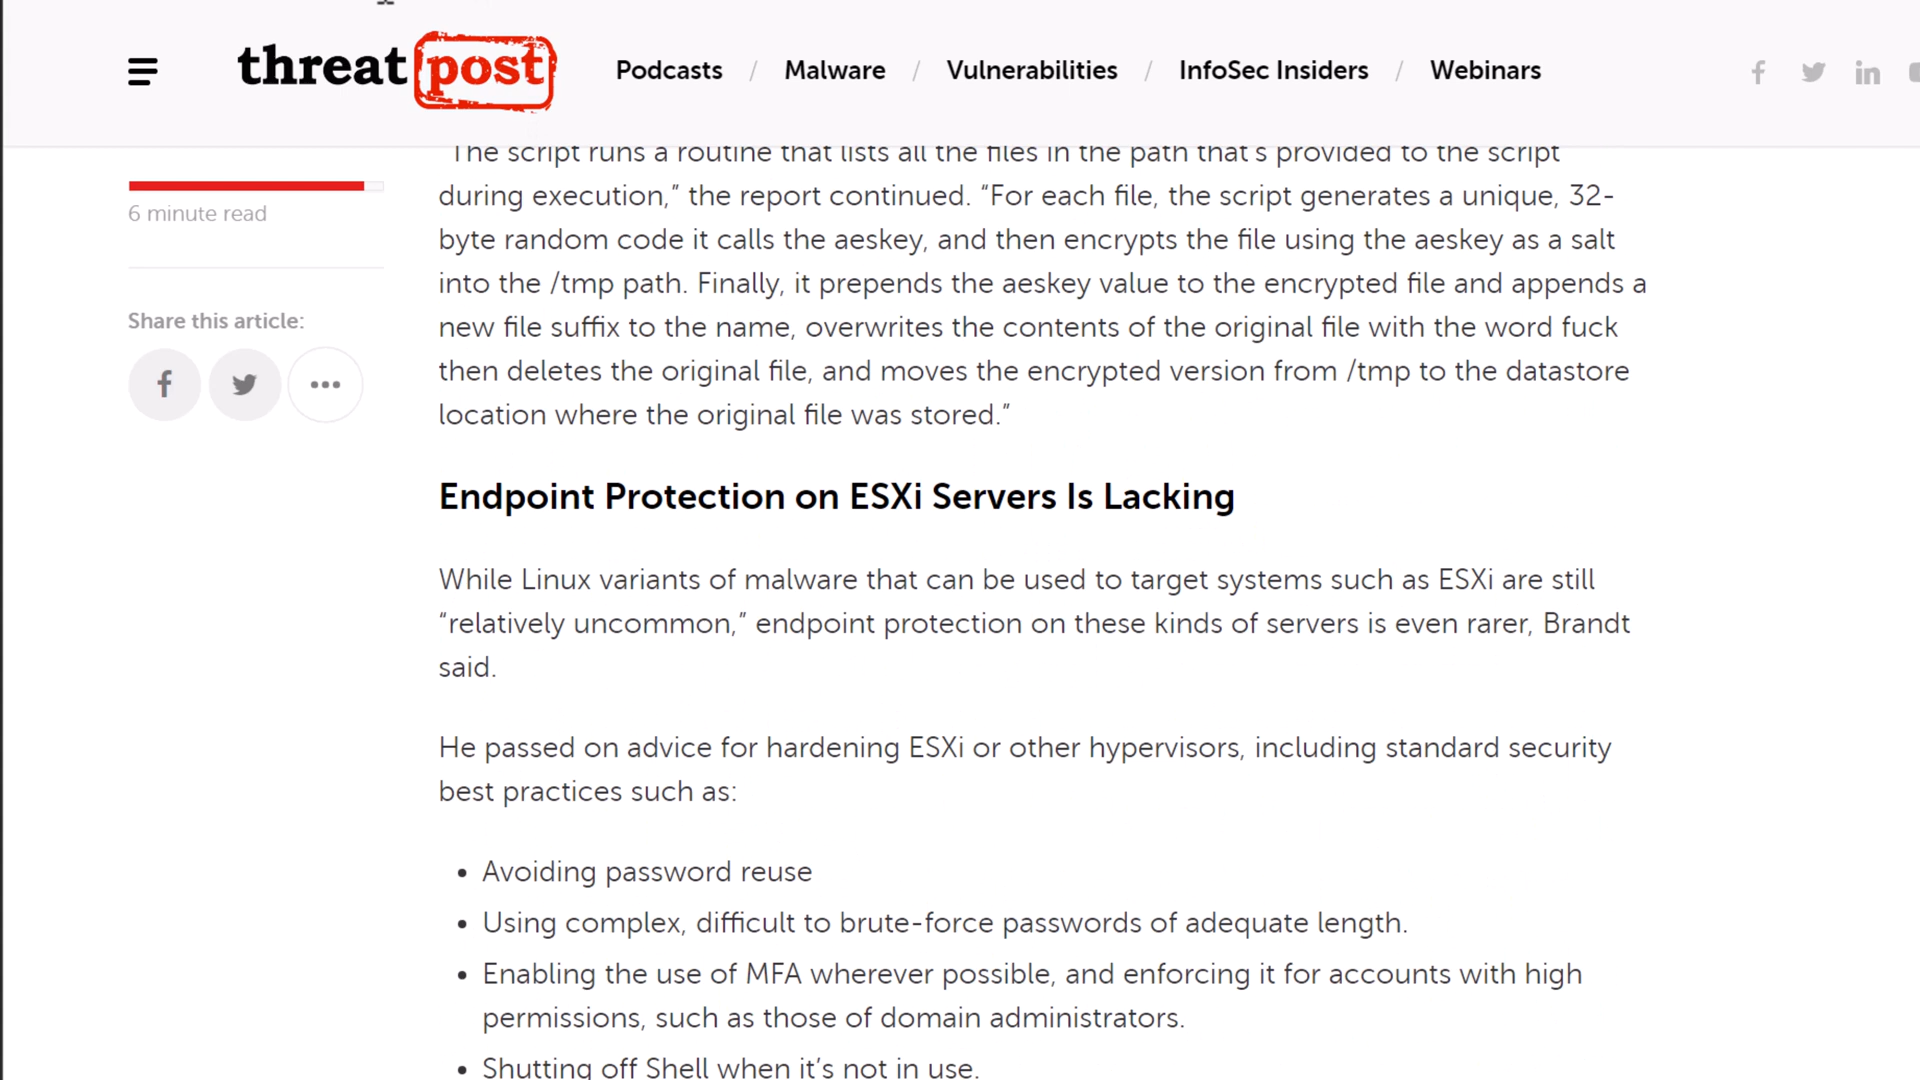 threatpost
Podcasts / Malware / Vulnerabilities / InfoSec Insiders / Webinars
6 minute read
Share this article:
The script runs a routine that lists all the files in the path that's provided to the script
during execution,” the report continued. “For each file, the script generates a unique, 32-
byte random code it calls the aeskey, and then encrypts the file using the aeskey as a salt
into the /tmp path. Finally, it prepends the aeskey value to the encrypted file and appends a
new file suffix to the name, overwrites the contents of the original file with the word fuck
then deletes the original file, and moves the encrypted version from /tmp to the datastore
location where the original file was stored.”
Endpoint Protection on ESXi Servers Is Lacking
While Linux variants of malware that can be used to target systems such as ESXi are still
“relatively uncommon,” endpoint protection on these kinds of servers is even rarer, Brandt
said.
He passed on advice for hardening ESXi or other hypervisors, including standard security
best practices such as:
• Avoiding password reuse
• Using complex, difficult to brute-force passwords of adequate length.
• Enabling the use of MFA wherever possible, and enforcing it for accounts with high
permissions, such as those of domain administrators.
• Shutting off Shell when it’s not in use.